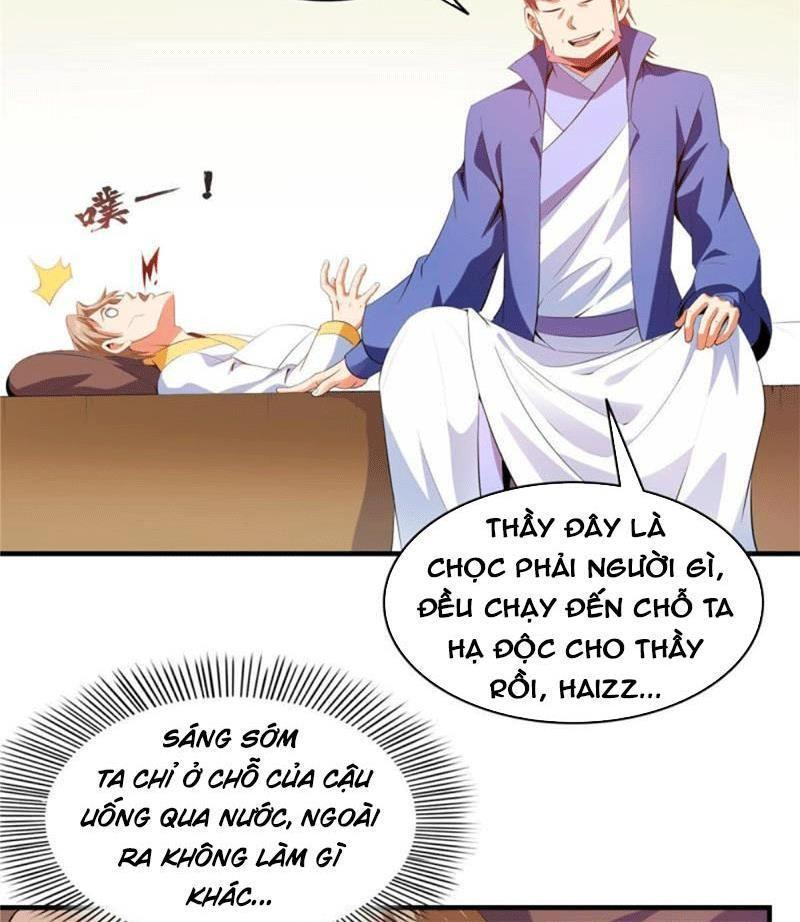 噗一！
THẦY ĐÂY LÀ
CHỌC PHẢI NGƯỜI GÌ,
ĐỀU CHẠY ĐẾN CHỖ TA
HẠ ĐỘC CHO THẦY
RỒI, HAIZZ...
SÁNG SỚM
TA CHỈ Ở CHỖ CỦA CẬU
UỐNG QUA NƯỚC, NGOÀI
RA KHÔNG LÀM GÌ
KHÁC...